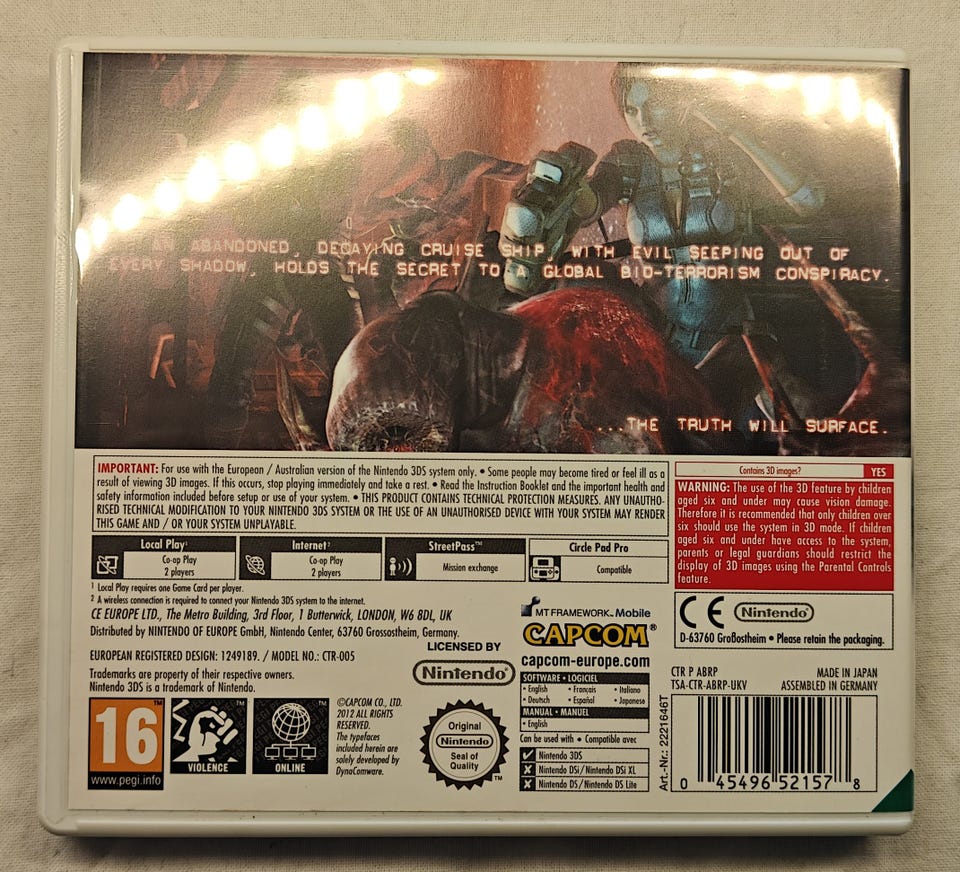 AN ABANDONED, DECAYING CRUISE SHIP, WITH EVIL SEEPING OUT OF
EVERY SHADOW, HOLDS THE SECRET TO A GLOBAL BIO-TERRORISM CONSPIRACY.
...THE TRUTH WILL SURFACE.
IMPORTANT: For use with the European / Australian version of the Nintendo 3DS system only. • Some people may become tired or feel ill as a
result of viewing 3D images. If this occurs, stop playing immediately and take a rest. • Read the Instruction Booklet and the important health and
safety information included before setup or use of your system. • THIS PRODUCT CONTAINS TECHNICAL PROTECTION MEASURES. ANY UNAUTHO-
RISED TECHNICAL MODIFICATION TO YOUR NINTENDO 3DS SYSTEM OR THE USE OF AN UNAUTHORISED DEVICE WITH YOUR SYSTEM MAY RENDER
THIS GAME AND / OR YOUR SYSTEM UNPLAYABLE.
Contains 3D images? YES
WARNING: The use of the 3D feature by children
aged six and under may cause vision damage.
Therefore it is recommended that only children over
six should use the system in 3D mode. If children
aged six and under have access to the system,
parents or legal guardians should restrict the
display of 3D images using the Parental Controls
feature.
Local Play¹
Co-op Play
2 players
Internet²
Co-op Play
2 players
StreetPass™
Mission exchange
Circle Pad Pro
Compatible
¹ Local Play requires one Game Card per player.
² A wireless connection is required to connect your Nintendo 3DS system to the internet.
CE EUROPE LTD., The Metro Building, 3rd Floor, 1 Butterwick, LONDON, W6 8DL, UK
Distributed by NINTENDO OF EUROPE GmbH, Nintendo Center, 63760 Grossostheim, Germany.
EUROPEAN REGISTERED DESIGN: 1249189. / MODEL NO.: CTR-005
Trademarks are property of their respective owners.
Nintendo 3DS is a trademark of Nintendo.
LICENSED BY
Nintendo®
MT FRAMEWORK™ Mobile
CAPCOM®
capcom-europe.com
CE Nintendo®
D-63760 Großostheim • Please retain the packaging.
16
www.pegi.info
VIOLENCE
ONLINE
©CAPCOM CO., LTD.
2012 ALL RIGHTS
RESERVED.
The typefaces
included herein are
solely developed by
DynaComware.
Original
Nintendo
Seal of
Quality
™
SOFTWARE • LOGICIEL
• English • Français • Italiano
• Deutsch • Español • Japanese
MANUAL • MANUEL
• English
Can be used with • Compatible avec
Nintendo 3DS
Nintendo DSi/Nintendo DSi XL
Nintendo DS/Nintendo DS Lite
CTR P ABRP MADE IN JAPAN
TSA-CTR-ABRP-UKV ASSEMBLED IN GERMANY
Art.-Nr.: 2221646T
0 45496 52157 8